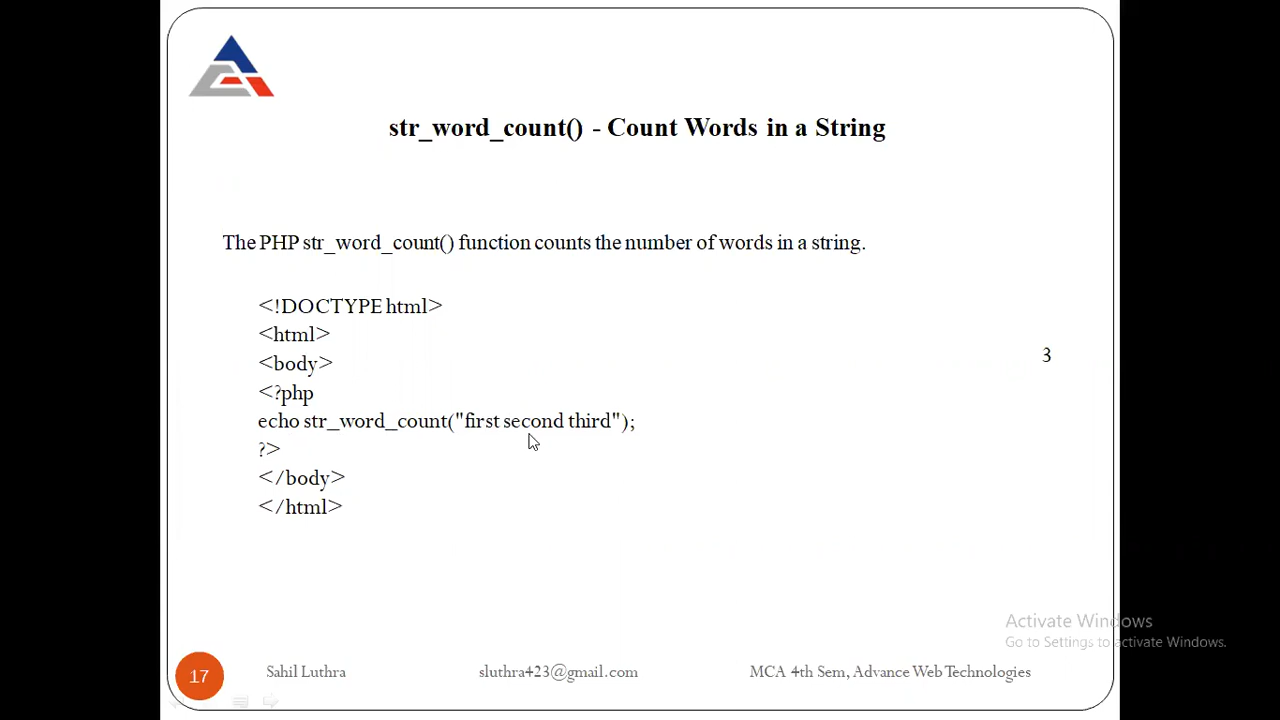 str_word_count() - Count Words in a String
The PHP str_word_count() function counts the number of words in a string.
<!DOCTYPE html>
<html>
<body>
<?php
echo str_word_count("first second third");
?>
</body>
</html>
3
Activate Windows
Go to Settings to activate Windows.
17
Sahil Luthra
sluthra423@gmail.com
MCA 4th Sem, Advance Web Technologies